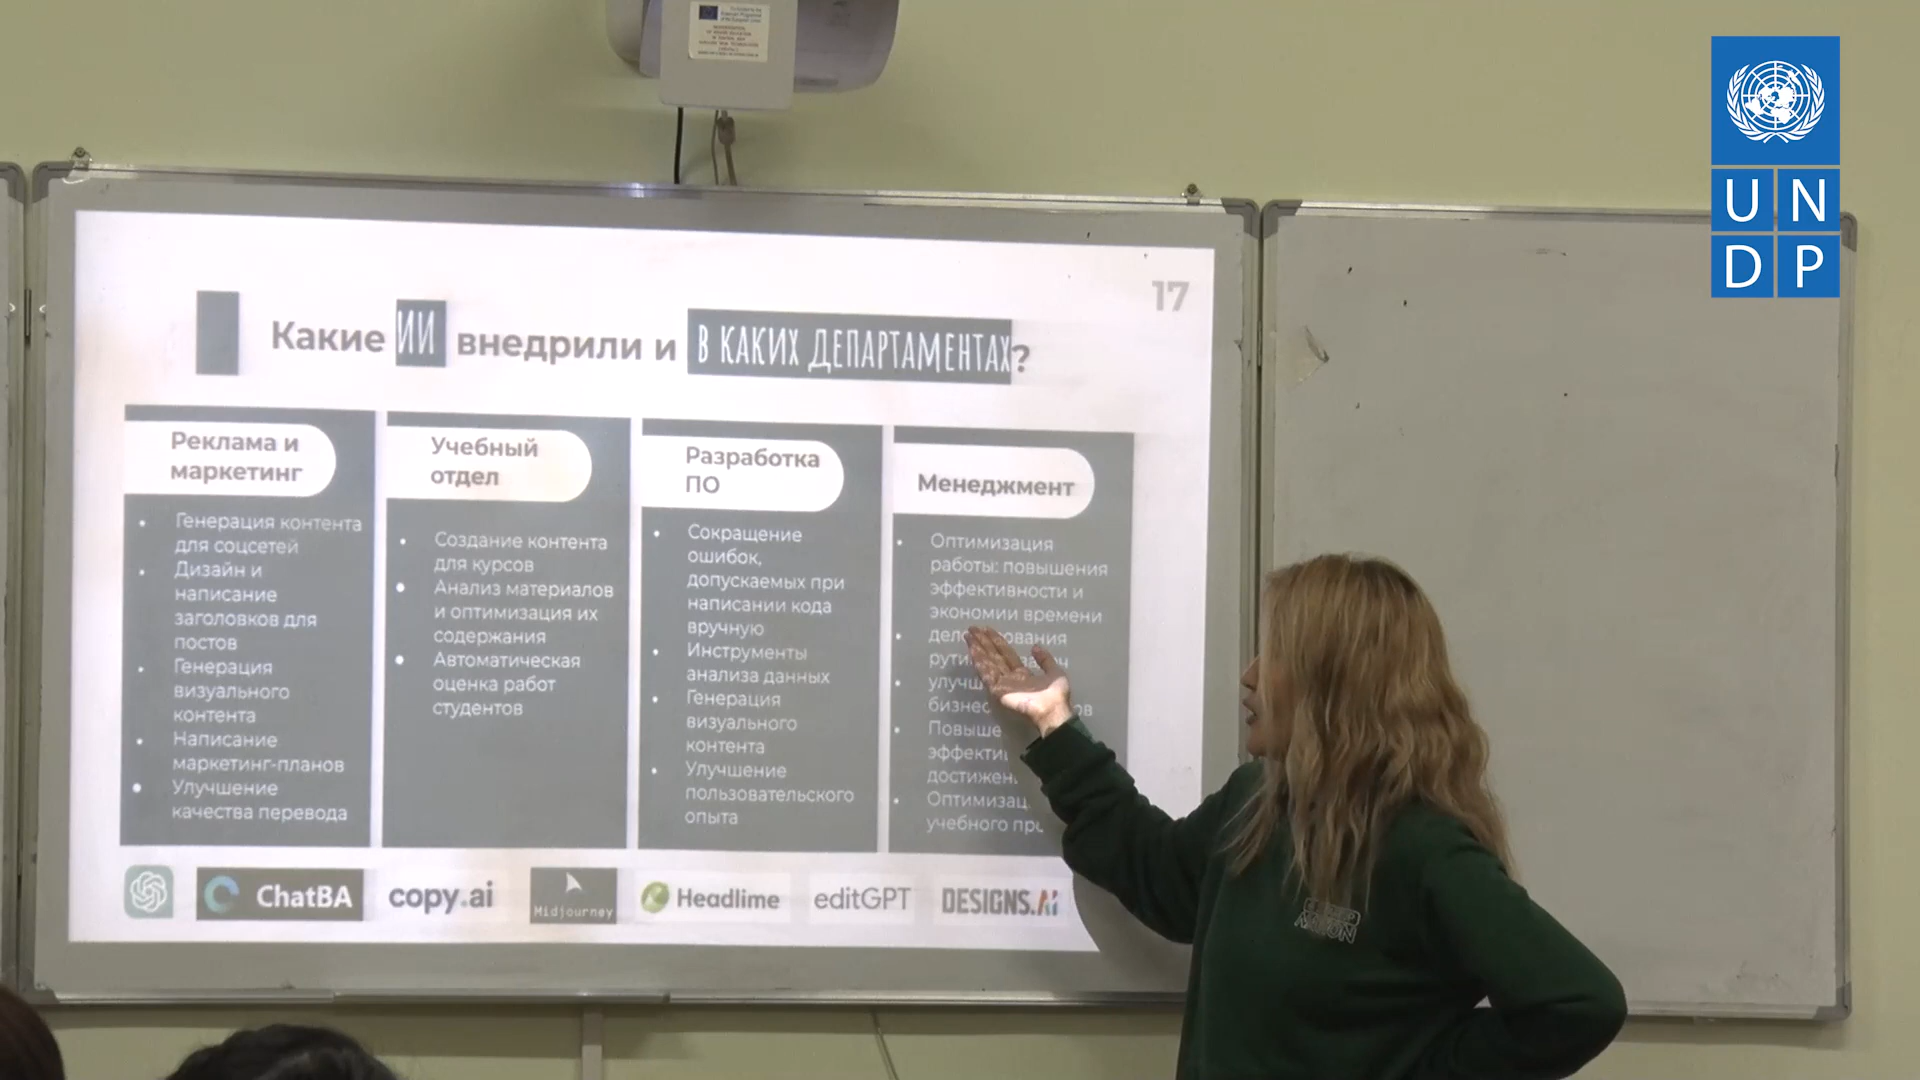 UN
DP
17
Какие ИИ внедрили и В КАКИХ ДЕПАРТАМЕНТАХ?
Реклама и
маркетинг
• Генерация контента
для соцсетей
• Дизайн и
написание
заголовков для
постов
• Генерация
визуального
контента
• Написание
маркетинг-планов
• Улучшение
качества перевода
Учебный
отдел
• Создание контента
для курсов
• Анализ материалов
и оптимизация их
содержания
• Автоматическая
оценка работ
студентов
Разработка
ПО
• Сокращение
ошибок,
допускаемых при
написании кода
вручную
• Инструменты
анализа данных
• Генерация
визуального
контента
• Улучшение
пользовательского
опыта
Менеджмент
• Оптимизация
работы: повышения
эффективности и
экономии времени
•
•
•
•
учебного
ChatBA
copy.ai
Midjourney
Headlime
editGPT
DESIGNS.AI